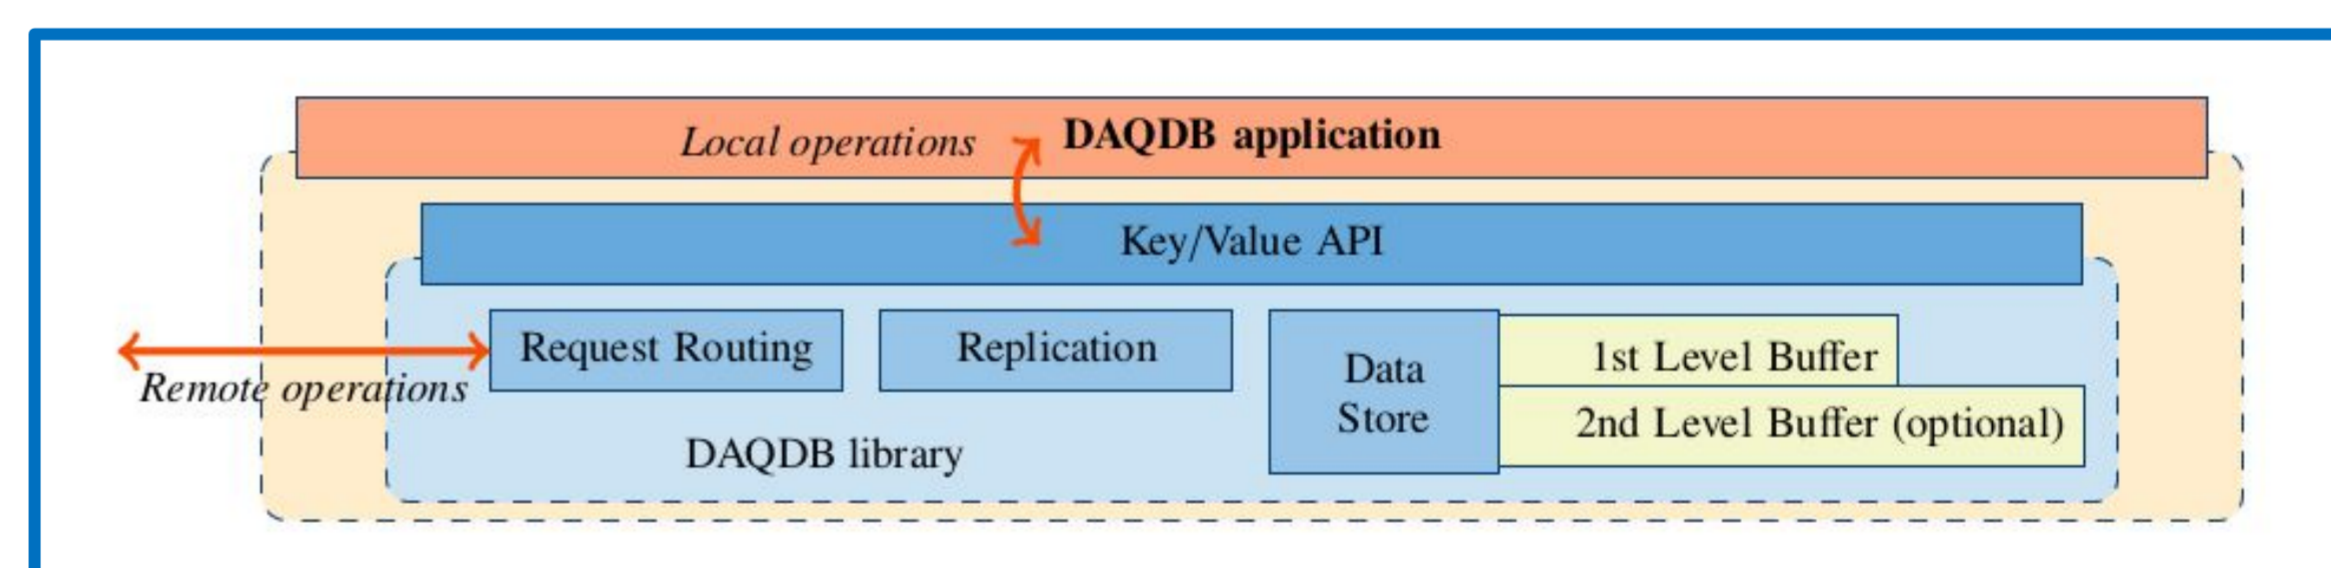 Local operations
DAQDB application
Key/Value API
Request Routing
Replication
Data
Store
1st Level Buffer
2nd Level Buffer (optional)
Remote operations
DAQDB library